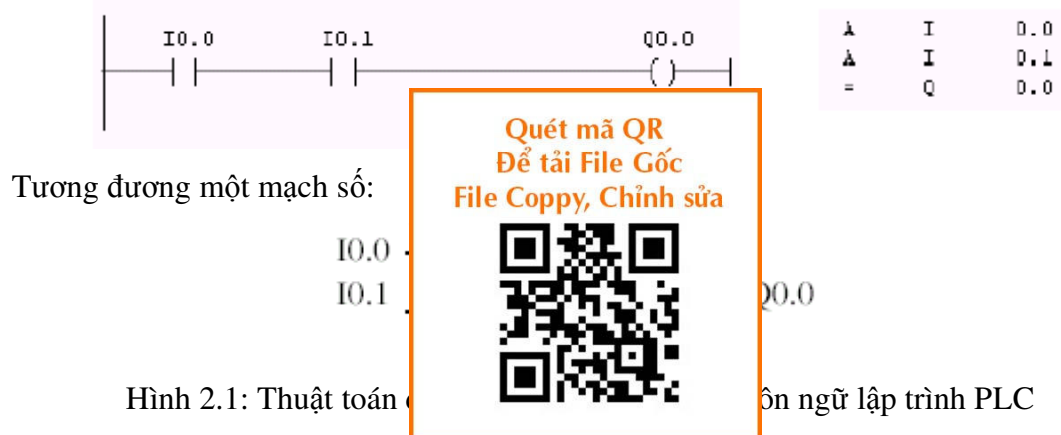 I0.0 I0.1 Q0.0
A I 0.0
A I 0.1
= Q 0.0
Quét mã QR
Để tải File Gốc
File Coppy, Chỉnh sửa
Tương đương một mạch số:
I0.0
I0.1 Q0.0
Hình 2.1: Thuật toán ôn ngữ lập trình PLC